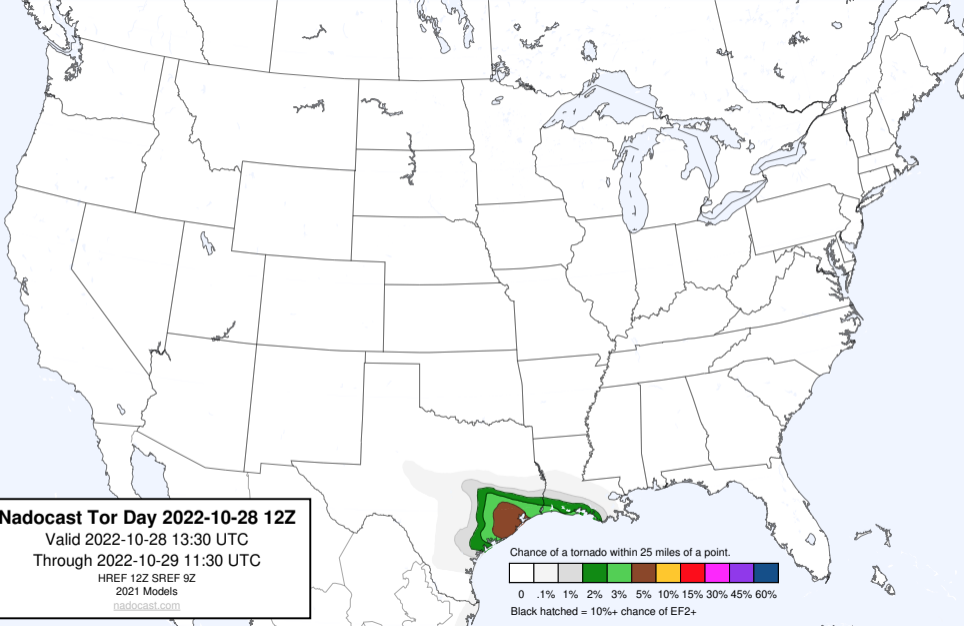 Nadocast Tor Day 2022-10-28 12Z
Valid 2022-10-28 13:30 UTC
Through 2022-10-29 11:30 UTC
HREF 12Z SREF 9Z
2021 Models
nadocast.com
Chance of a tornado within 25 miles of a point.
0 .1% 1% 2% 3% 5% 10% 15% 30% 45% 60%
Black hatched = 10%+ chance of EF2+